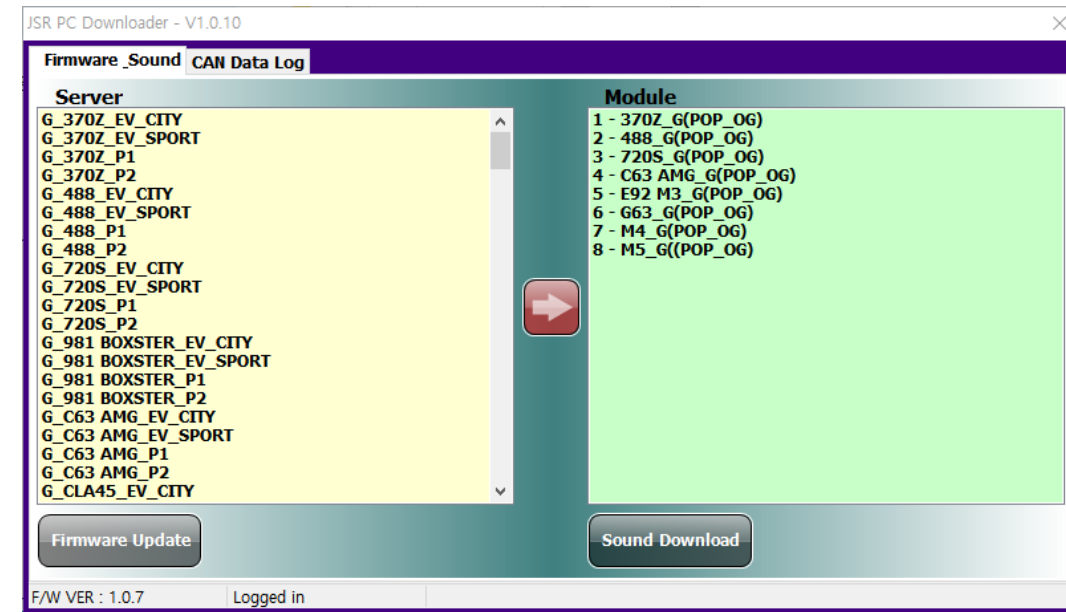 JSR PC Downloader - V1.0.10
Firmware _Sound CAN Data Log
Server
G_370Z_EV_CITY
G_370Z_EV_SPORT
G_370Z_P1
G_370Z_P2
G_488_EV_CITY
G_488_EV_SPORT
G_488_P1
G_488_P2
G_720S_EV_CITY
G_720S_EV_SPORT
G_720S_P1
G_720S_P2
G_981 BOXSTER_EV_CITY
G_981 BOXSTER_EV_SPORT
G_981 BOXSTER_P1
G_981 BOXSTER_P2
G_C63 AMG_EV_CITY
G_C63 AMG_EV_SPORT
G_C63 AMG_P1
G_C63 AMG_P2
G_CLA45_EV_CITY
Firmware Update
Module
1 - 370Z_G(POP_OG)
2 - 488_G(POP_OG)
3 - 720S_G(POP_OG)
4 - C63 AMG_G(POP_OG)
5 - E92 M3_G(POP_OG)
6 - G63_G(POP_OG)
7 - M4_G(POP_OG)
8 - M5_G((POP_OG)
Sound Download
F/W VER : 1.0.7 Logged in